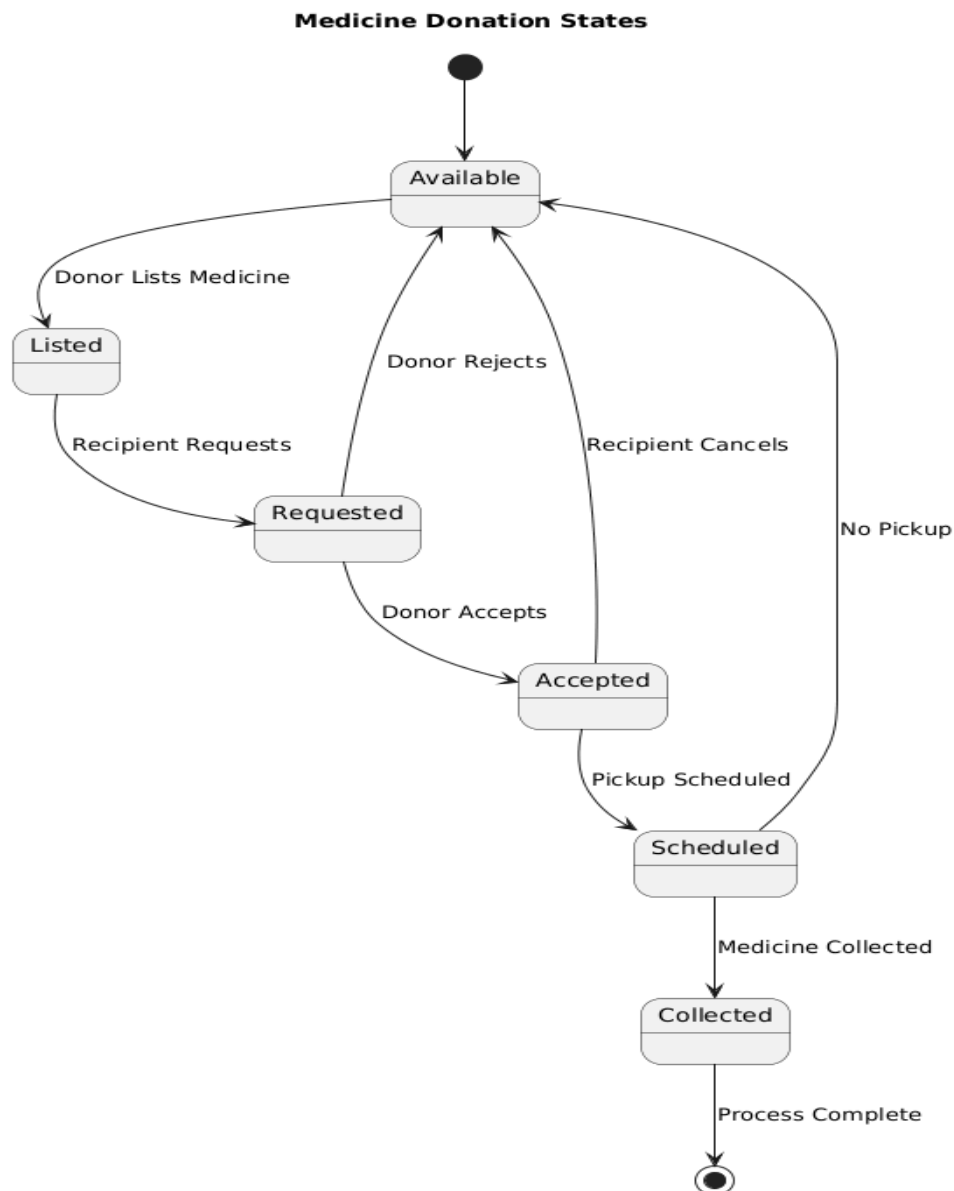 Medicine Donation States
Available
Donor Lists Medicine
Listed
Donor Rejects
Recipient Requests
Recipient Cancels
Requested
No Pickup
Donor Accepts
Accepted
Pickup Scheduled
Scheduled
Medicine Collected
Collected
Process Complete